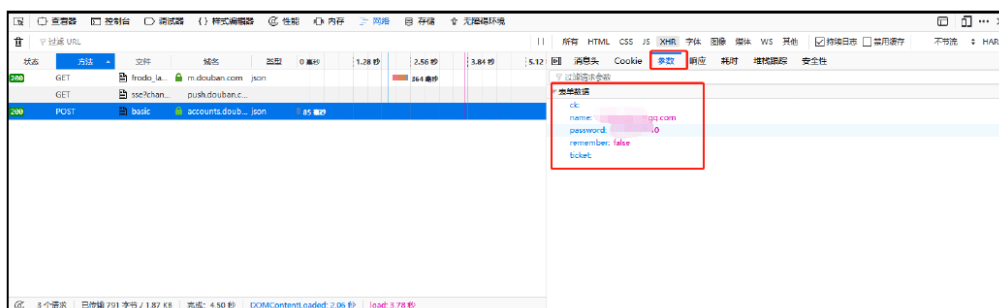 查看器 控制台 调试器 {} 样式编辑器 性能 内存 网络 存储 无障碍环境
过滤 URL 所有 HTML CSS JS XHR 字体 图像 媒体 WS 其他 持续日志 禁用缓存 不节流 HAR
状态 方法 文件 域名 类型 0 毫秒 1.28 秒 2.56 秒 3.84 秒 5.12 消息头 Cookie 参数 响应 耗时 堆栈跟踪 安全性
200 GET frodo_la... m.douban.com json 264 毫秒
过滤请求参数
GET sse?chan... push.douban.c...
表单数据
200 POST basic accounts.doub... json 85 毫秒
ck:
name: qq.com
password: 0
remember: false
ticket:
3 个请求 已传输 791 字节 / 1.87 KB 完成: 4.50 秒 DOMContentLoaded: 2.06 秒 load: 3.78 秒